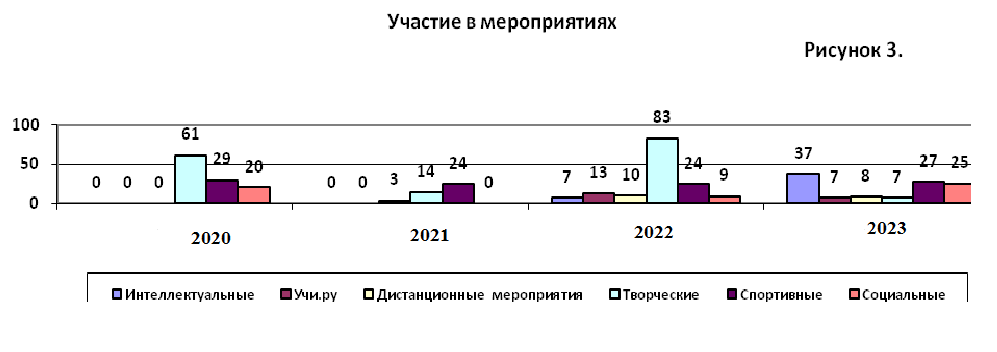 Участие в мероприятиях
Рисунок 3.
100
50
0
0 0 0 61 29 20
0 0 3 14 24 0
7 13 10 83 24 9
37 7 8 7 27 25
2020 2021 2022 2023
Интеллектуальные Учи.ру Дистанционные мероприятия Творческие Спортивные Социальные